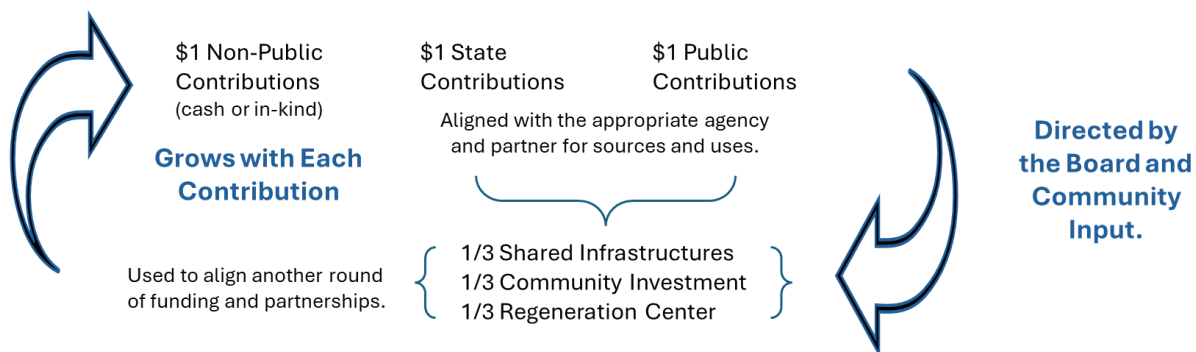 $1 Non-Public
Contributions
(cash or in-kind)
$1 State
Contributions
$1 Public
Contributions
Aligned with the appropriate agency
and partner for sources and uses.
Grows with Each
Contribution
Directed by
the Board and
Community
Input.
1/3 Shared Infrastructures
1/3 Community Investment
1/3 Regeneration Center
Used to align another round
of funding and partnerships.